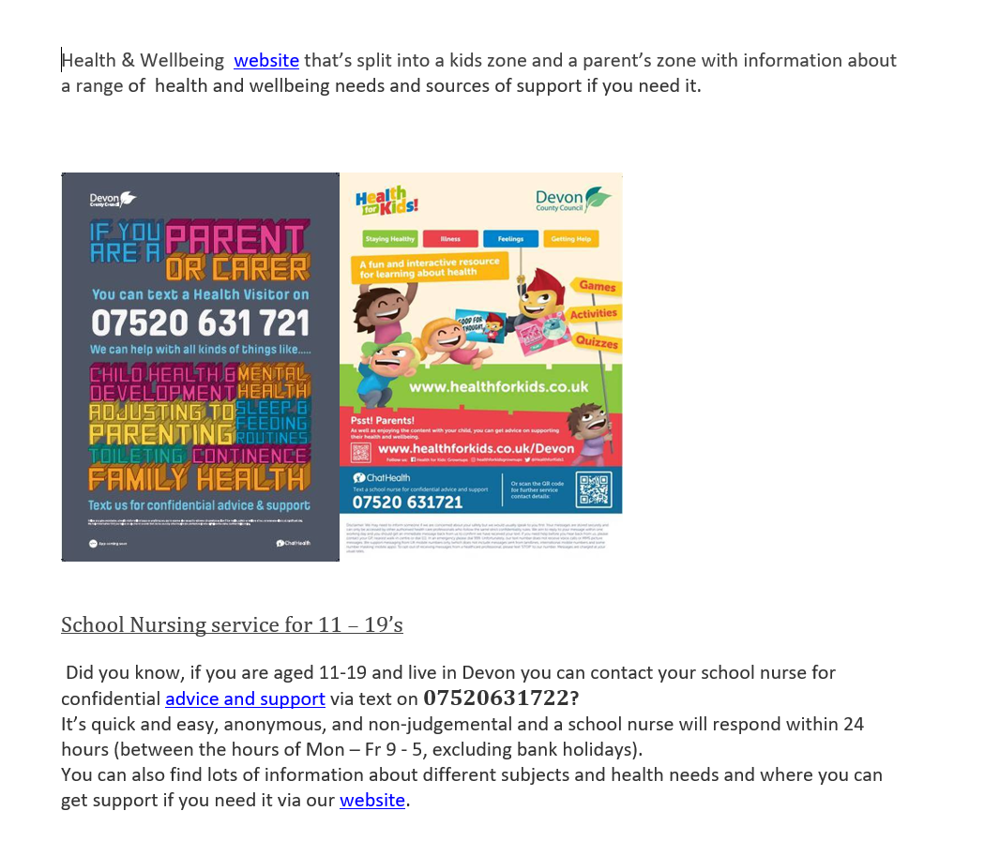 Health & Wellbeing  website that’s split into a kids zone and a parent’s zone with information about
a range of  health and wellbeing needs and sources of support if you need it.
Devon
County Council
IF YOU
ARE A
PARENT
OR CARER
You can text a Health Visitor on
07520 631 721
We can help with all kinds of things like.....
CHILD HEALTH &
DEVELOPMENT
MENTAL
HEALTH
ADJUSTING TO
PARENTING
SLEEP &
FEEDING
ROUTINES
TOILETING CONTINENCE
FAMILY HEALTH
Text us for confidential advice & support
App coming soon
ChatHealth
Health
for Kids!
Devon
County Council
Staying Healthy
Illness
Feelings
Getting Help
A fun and interactive resource
for learning about health
Games
Activities
Quizzes
FOOD FOR
THOUGHT
www.healthforkids.co.uk
Psst! Parents!
As well as enjoying the content with your child, you can get advice on supporting
their health and wellbeing.
www.healthforkids.co.uk/Devon
Follow us
Health for Kids Grownups
healthforkidsgrownups
@Healthforkids1
ChatHealth
Text a school nurse for confidential advice and support
07520 631721
Or scan the QR code
for further service
contact details:
School Nursing service for 11 – 19’s
Did you know, if you are aged 11-19 and live in Devon you can contact your school nurse for
confidential advice and support via text on 07520631722?
It’s quick and easy, anonymous, and non-judgemental and a school nurse will respond within 24
hours (between the hours of Mon – Fr 9 - 5, excluding bank holidays).
You can also find lots of information about different subjects and health needs and where you can
get support if you need it via our website.